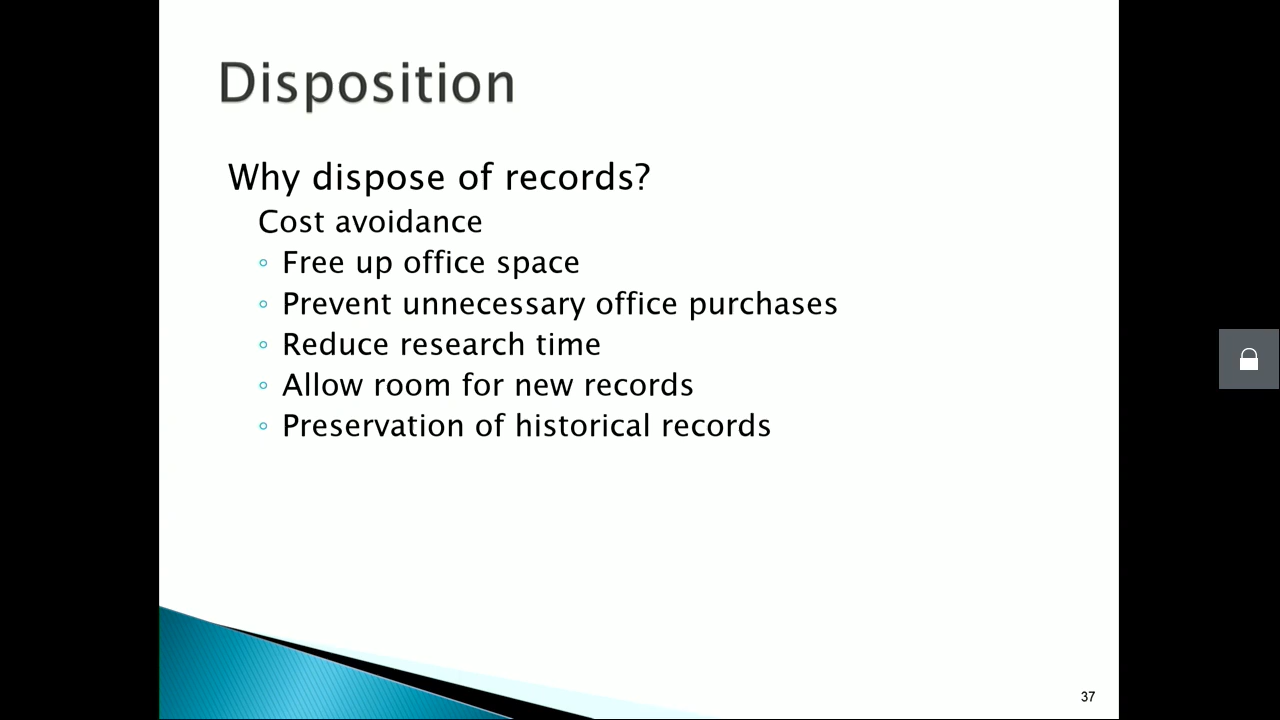 Disposition
Why dispose of records?
Cost avoidance
◦ Free up office space
◦ Prevent unnecessary office purchases
◦ Reduce research time
◦ Allow room for new records
◦ Preservation of historical records
37